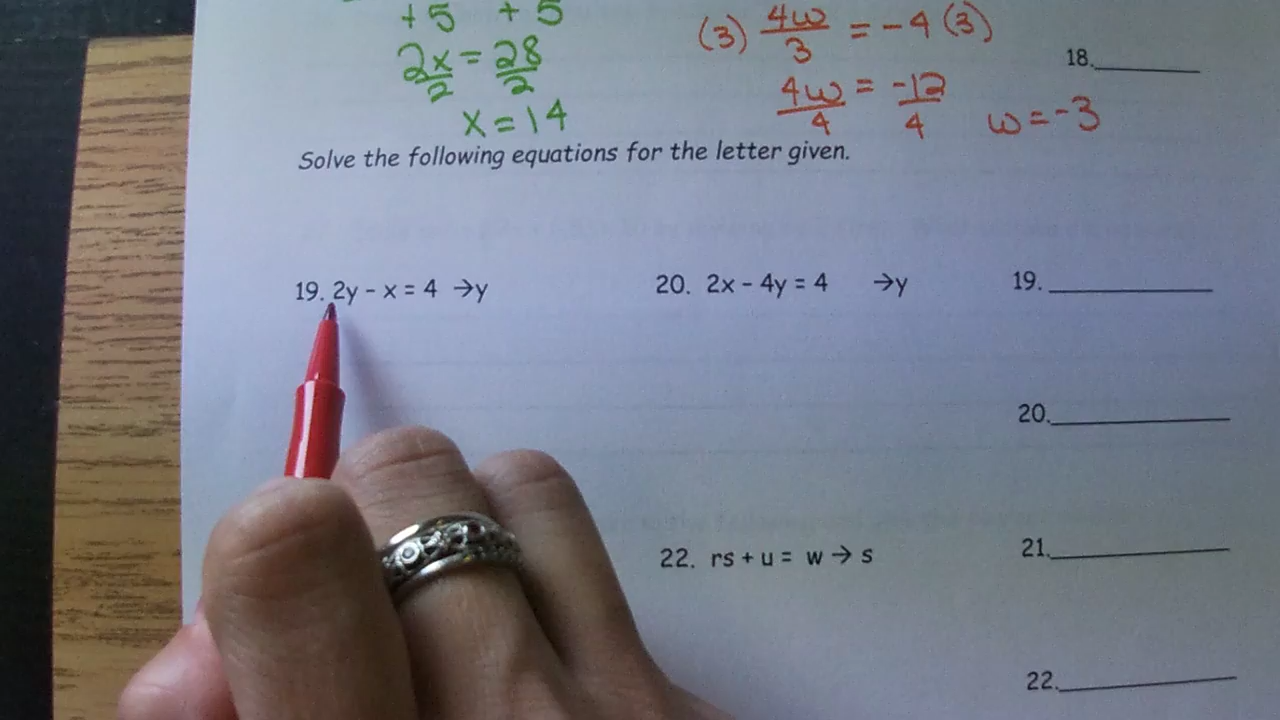 +5 +5
2x/2 = 28/2
x = 14
(3) 4w/3 = -4 (3)
4w/4 = -12/4 w = -3
18.
Solve the following equations for the letter given.
19. 2y - x = 4 →y
20. 2x - 4y = 4 →y
19.
20.
22. rs + u = w → s
21.
22.